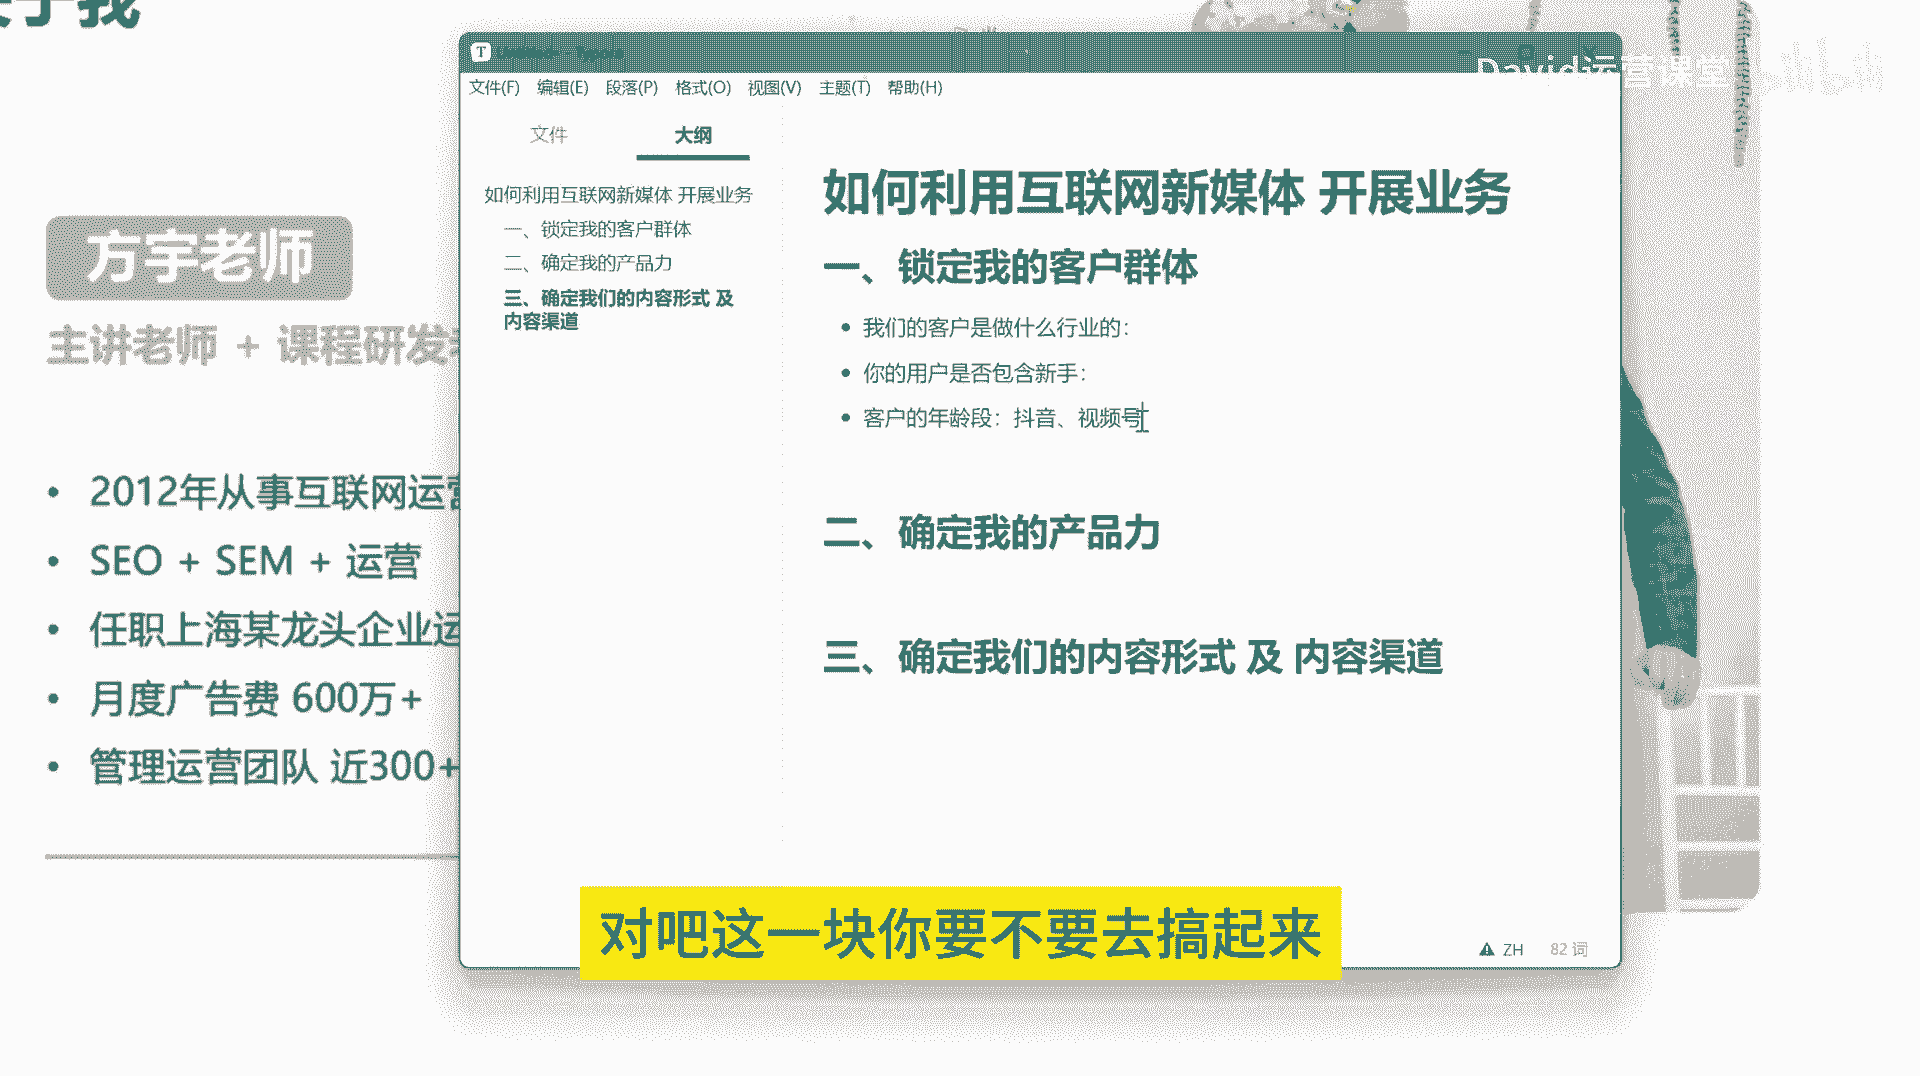 关于我
方宇老师
主讲老师 + 课程研发
2012年从事互联网运营
SEO + SEM + 运营
任职上海某龙头企业运
月度广告费 600万+
管理运营团队 近300+
文件(F) 编辑(E) 段落(P) 格式(O) 视图(V) 主题(T) 帮助(H)
文件 大纲
如何利用互联网新媒体 开展业务
一、锁定我的客户群体
二、确定我的产品力
三、确定我们的内容形式 及
内容渠道
如何利用互联网新媒体 开展业务
一、锁定我的客户群体
我们的客户是做什么行业的：
你的用户是否包含新手：
客户的年龄段：抖音、视频号
二、确定我的产品力
三、确定我们的内容形式 及 内容渠道
ZH 82 词
David运营课堂
bilibili
对吧这一块你要不要去搞起来